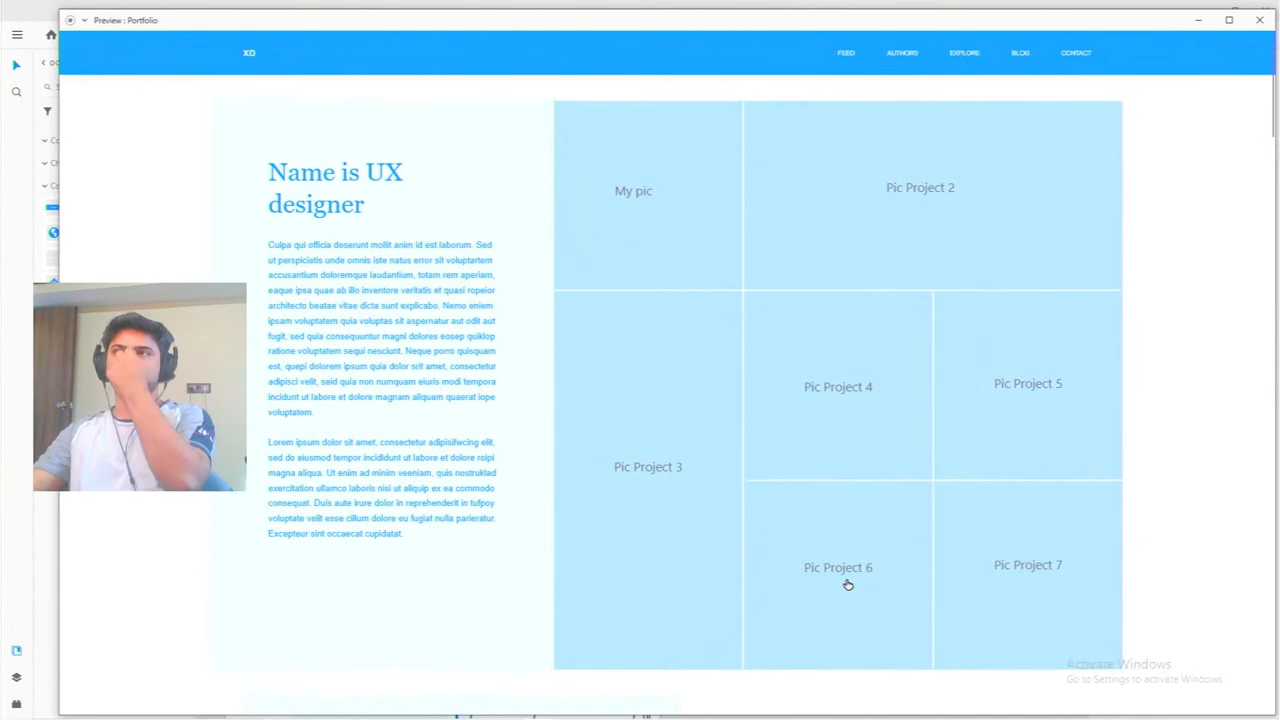 Preview : Portfolio
XD
FEED
AUTHORS
EXPLORE
BLOG
CONTACT
Name is UX
designer
Culpa qui officia deserunt mollit anim id est laborum. Sed
ut perspiciatis unde omnis iste natus error sit voluptartem
accusantium doloremque laudantium, totam rem aperiam,
eaque ipsa quae ab illo inventore veritatis et quasi ropeior
architecto beatae vitae dicta sunt explicabo. Nemo eniem
ipsam voluptatem quia voluptas sit aspernatur aut odit aut
fugit, sed quia consequuntur magni dolores eosep quiklop
ratione voluptatem sequi nesciunt. Neque porro quisquam
est, quepi dolorem ipsum quia dolor srit amet, consectetur
adipisci velit, seid quia non numquam eiuris modi tempora
incidunt ut labore et dolore magnam aliquam quaerat iope
voluptatem.
Lorem ipsum dolor sit amet, consectetur adipisifwcing elit,
sed do eiusmod tempor incididunt ut labore et dolore roipi
magna aliqua. Ut enim ad minim veeniam, quis nostruklad
exercitation ullamco laboris nisi ut aliquip ex ea commodo
consequat. Duis aute irure dolor in reprehenderit in tufpoy
voluptate velit esse cillum dolore eu fugiat nulla parieratur.
Excepteur sint occaecat cupidatat.
My pic
Pic Project 2
Pic Project 4
Pic Project 5
Pic Project 3
Pic Project 6
Pic Project 7
Activate Windows
Go to Settings to activate Windows.